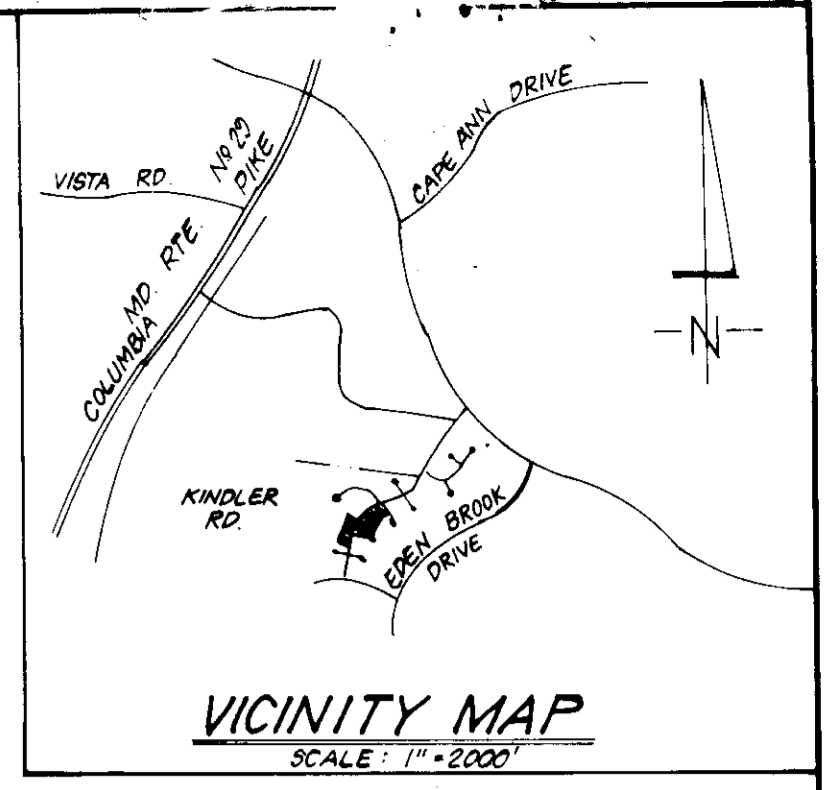 CAPE ANN DRIVE
VISTA RD.
Nº 29
PIKE
MD. RTE.
COLUMBIA
N
KINDLER
RD.
EDEN BROOK
DRIVE
VICINITY MAP
SCALE: 1" = 2000'